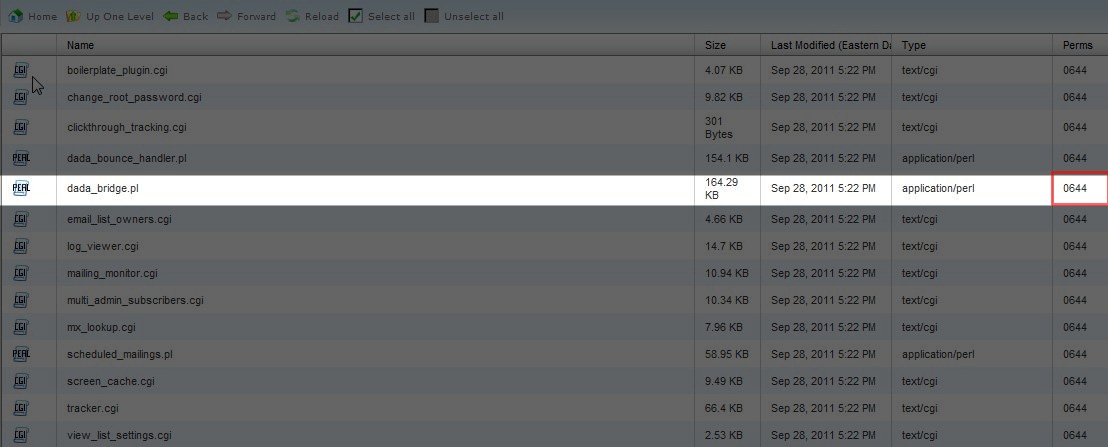 Home Up One Level Back Forward Reload Select all Unselect all
Name Size Last Modified (Eastern Da Type Perms
CGI boilerplate_plugin.cgi 4.07 KB Sep 28, 2011 5:22 PM text/cgi 0644
CGI change_root_password.cgi 9.82 KB Sep 28, 2011 5:22 PM text/cgi 0644
CGI clickthrough_tracking.cgi 301 Bytes Sep 28, 2011 5:22 PM text/cgi 0644
PERL dada_bounce_handler.pl 154.1 KB Sep 28, 2011 5:22 PM application/perl 0644
PERL dada_bridge.pl 164.29 KB Sep 28, 2011 5:22 PM application/perl 0644
CGI email_list_owners.cgi 4.66 KB Sep 28, 2011 5:22 PM text/cgi 0644
CGI log_viewer.cgi 14.7 KB Sep 28, 2011 5:22 PM text/cgi 0644
CGI mailing_monitor.cgi 10.94 KB Sep 28, 2011 5:22 PM text/cgi 0644
CGI multi_admin_subscribers.cgi 10.34 KB Sep 28, 2011 5:22 PM text/cgi 0644
CGI mx_lookup.cgi 7.96 KB Sep 28, 2011 5:22 PM text/cgi 0644
PERL scheduled_mailings.pl 58.95 KB Sep 28, 2011 5:22 PM application/perl 0644
CGI screen_cache.cgi 9.49 KB Sep 28, 2011 5:22 PM text/cgi 0644
CGI tracker.cgi 66.4 KB Sep 28, 2011 5:22 PM text/cgi 0644
CGI view_list_settings.cgi 2.53 KB Sep 28, 2011 5:22 PM text/cgi 0644